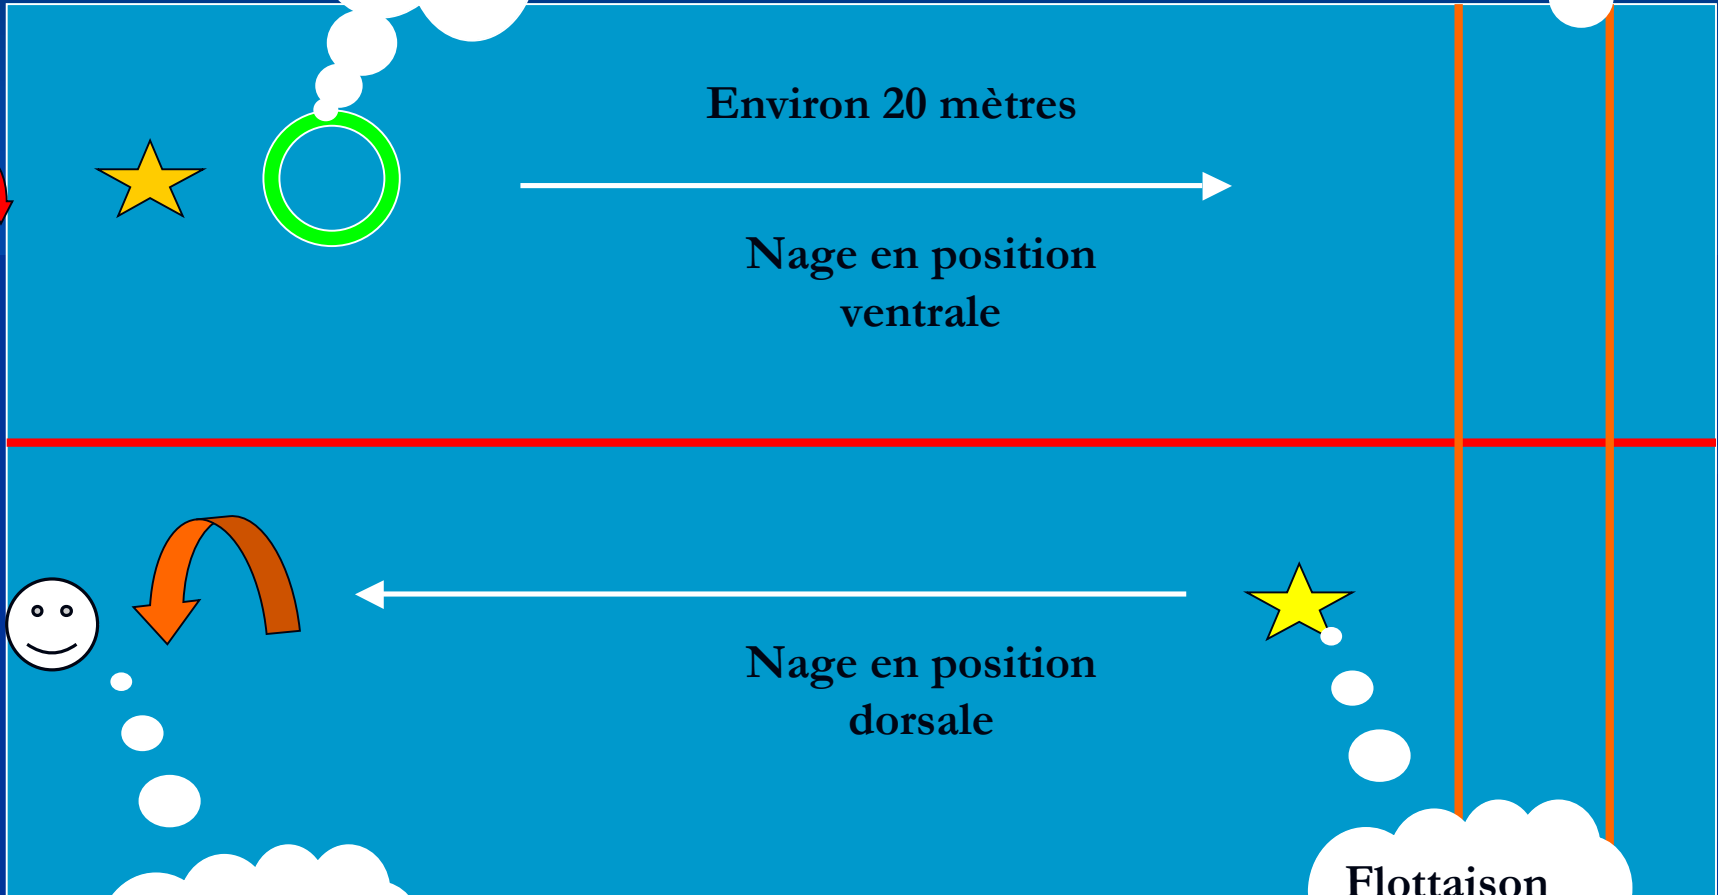 Environ 20 mètres
Nage en position
ventrale
Nage en position
dorsale
Flottaison